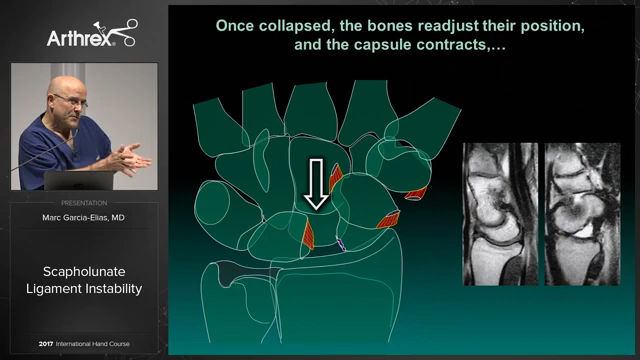 Arthrex®
Once collapsed, the bones readjust their position,
and the capsule contracts,...
PRESENTATION
Marc Garcia-Elias, MD
Scapholunate
Ligament Instability
2017 International Hand Course